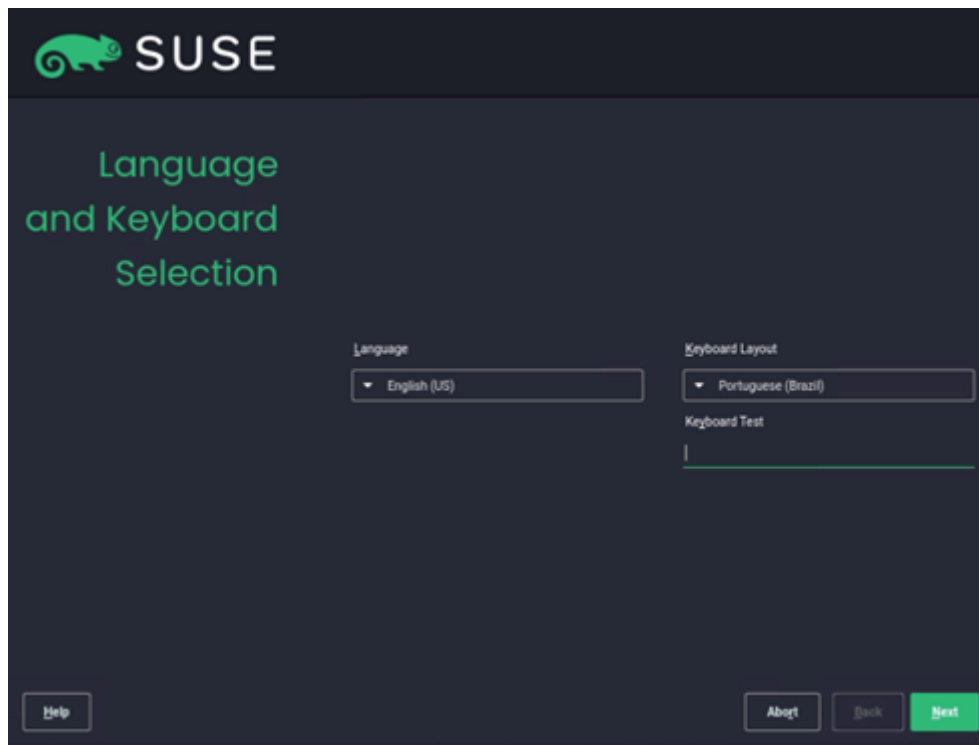 SUSE
Language
and Keyboard
Selection
Language
Keyboard Layout
English (US)
Portuguese (Brazil)
Keyboard Test
Help
Abort
Back
Next